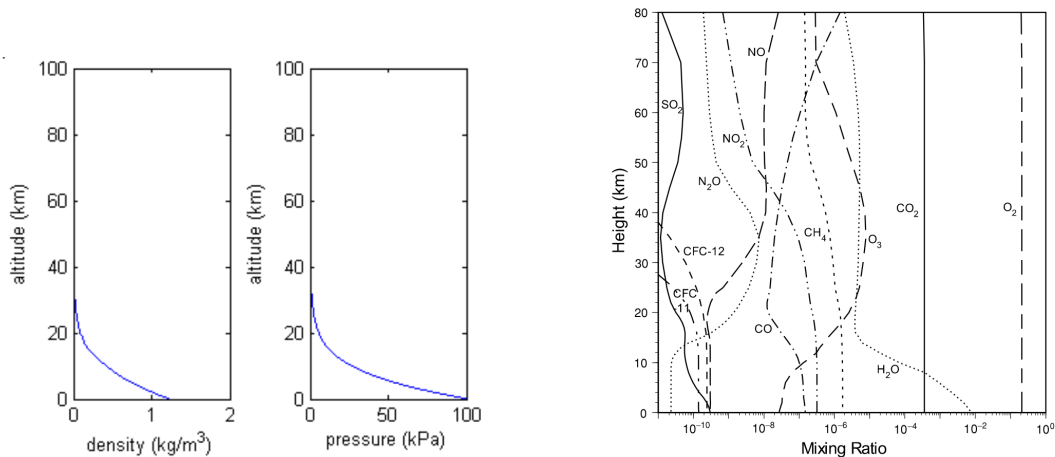 100
80
60
40
20
0
altitude (km)
0 1 2
density (kg/m³)
100
80
60
40
20
0
altitude (km)
0 50 100
pressure (kPa)
80
70
60
50
40
30
20
10
0
Height (km)
SO₂
NO
NO₂
N₂O
CO₂
O₂
CH₄
O₃
CFC-12
CFC
-11
CO
H₂O
10⁻¹⁰ 10⁻⁸ 10⁻⁶ 10⁻⁴ 10⁻² 10⁰
Mixing Ratio